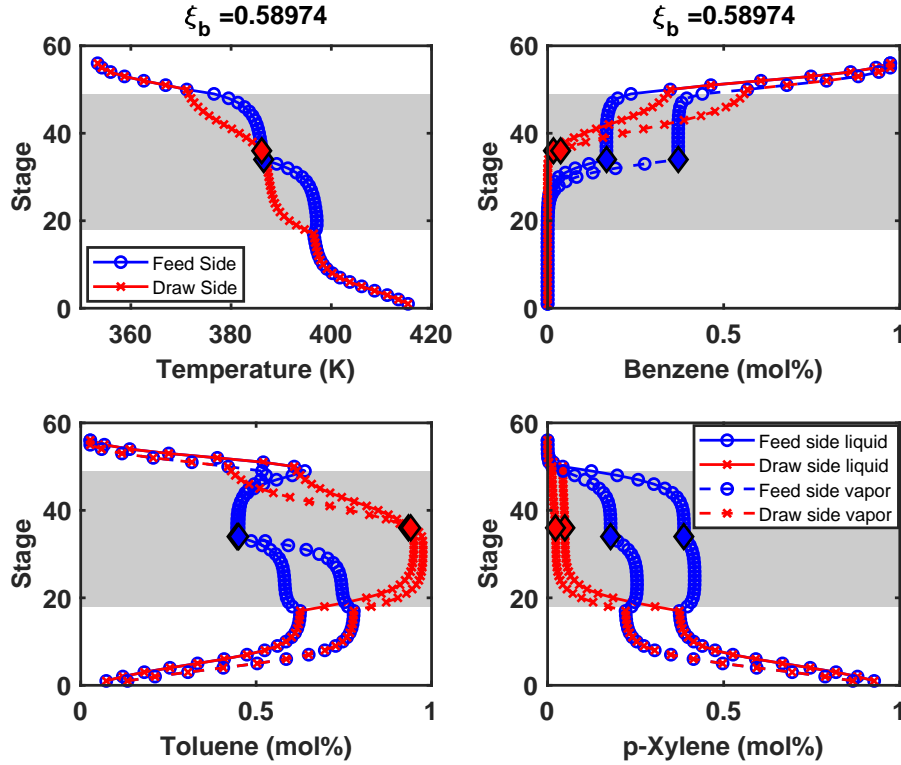 ξb =0.58974
ξb =0.58974
60
40
20
0
Stage
Feed Side
Draw Side
360 380 400 420
Temperature (K)
60
40
20
0
Stage
0 0.5 1
Benzene (mol%)
60
40
20
0
Stage
0 0.5 1
Toluene (mol%)
60
40
20
0
Stage
Feed side liquid
Draw side liquid
Feed side vapor
Draw side vapor
0 0.5 1
p-Xylene (mol%)